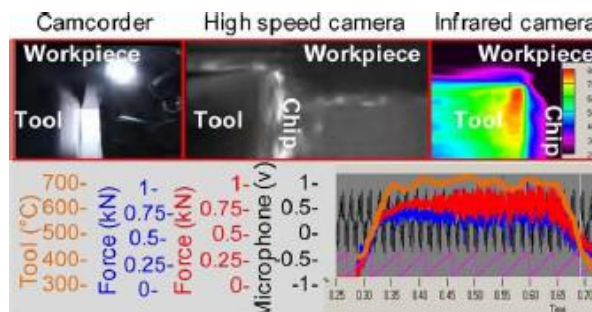 Camcorder High speed camera Infrared camera
Workpiece Workpiece Workpiece
Tool Tool Chip Tool Chip
Tool (°C) 700- 600- 500- 400- 300-
Force (kN) 1- 0.75- 0.5- 0.25- 0-
Force (kN) 1- 0.75- 0.5- 0.25- 0-
Microphone (v) 1- 0.5- 0- -0.5- -1-
0.25 0.30 0.35 0.40 0.45 0.50 0.55 0.60 0.65 0.70